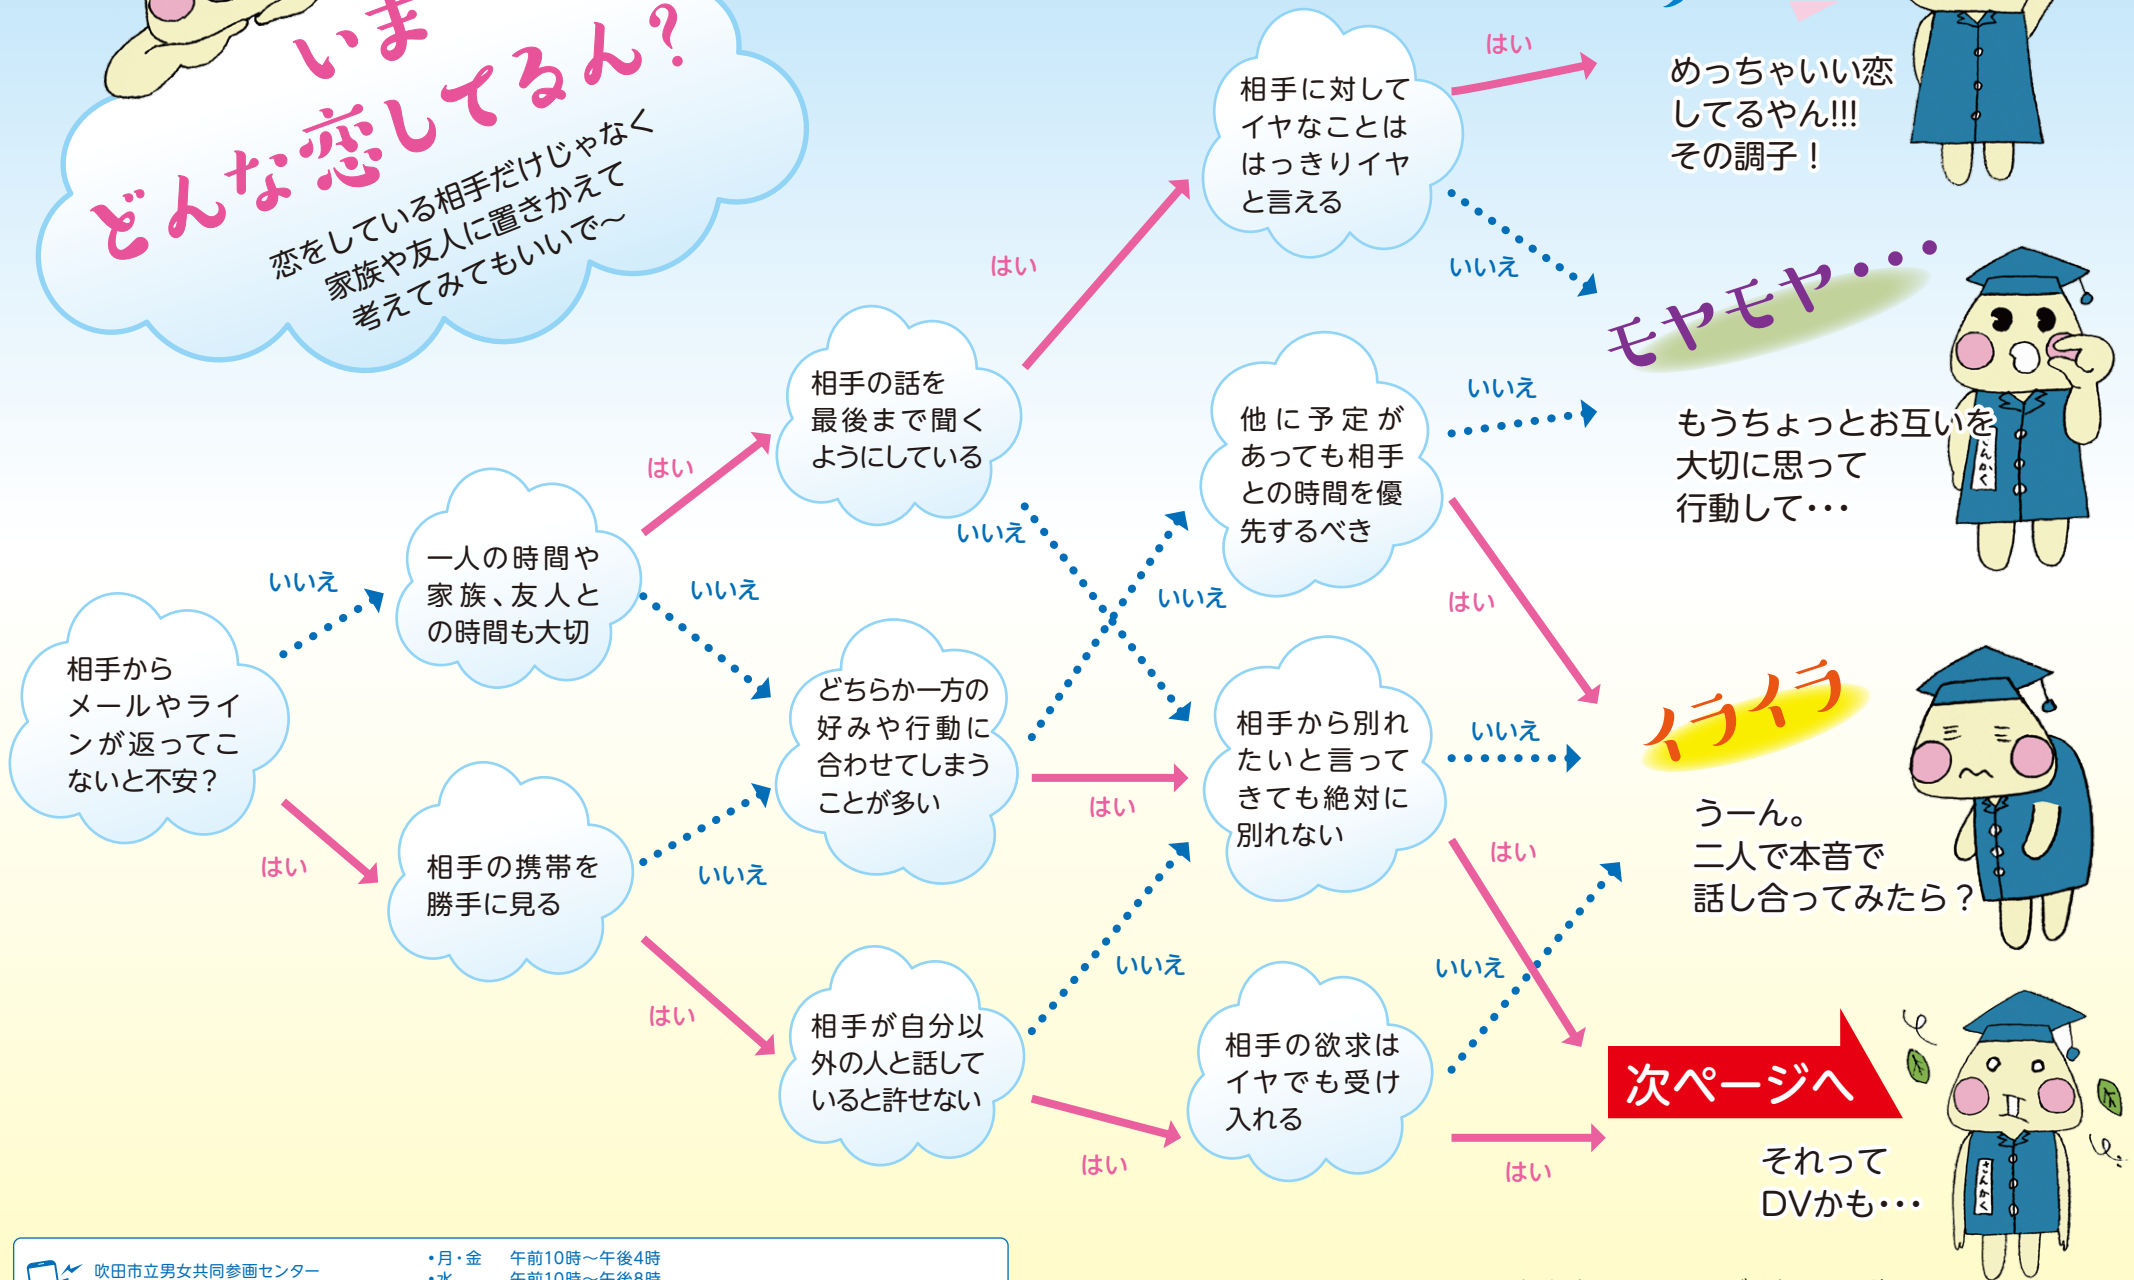 いま
どんな恋してるん?
恋をしている相手だけじゃなく
家族や友人に置きかえて
考えてみてもいいで〜
相手から
メールやライ
ンが返ってこ
ないと不安?
いいえ
はい
一人の時間や
家族、友人と
の時間も大切
はい
いいえ
相手の携帯を
勝手に見る
いいえ
はい
相手の話を
最後まで聞く
ようにしている
はい
いいえ
どちらか一方の
好みや行動に
合わせてしまう
ことが多い
いいえ
はい
相手が自分以
外の人と話して
いると許せない
いいえ
はい
相手に対して
イヤなことは
はっきりイヤ
と言える
はい
いいえ
他に予定が
あっても相手
との時間を優
先するべき
いいえ
はい
相手から別れ
たいと言って
きても絶対に
別れない
いいえ
はい
相手の欲求は
イヤでも受け
入れる
いいえ
はい
めっちゃいい恋
してるやん!!!
その調子!
モヤモヤ・・・
もうちょっとお互いを
大切に思って
行動して・・・
さんかく
イライラ
うーん。
二人で本音で
話し合ってみたら?
次ページへ
それって
DVかも・・・
さんかく
吹田市立男女共同参画センター
・月・金 午前10時〜午後4時
・水 午前10時〜午後8時